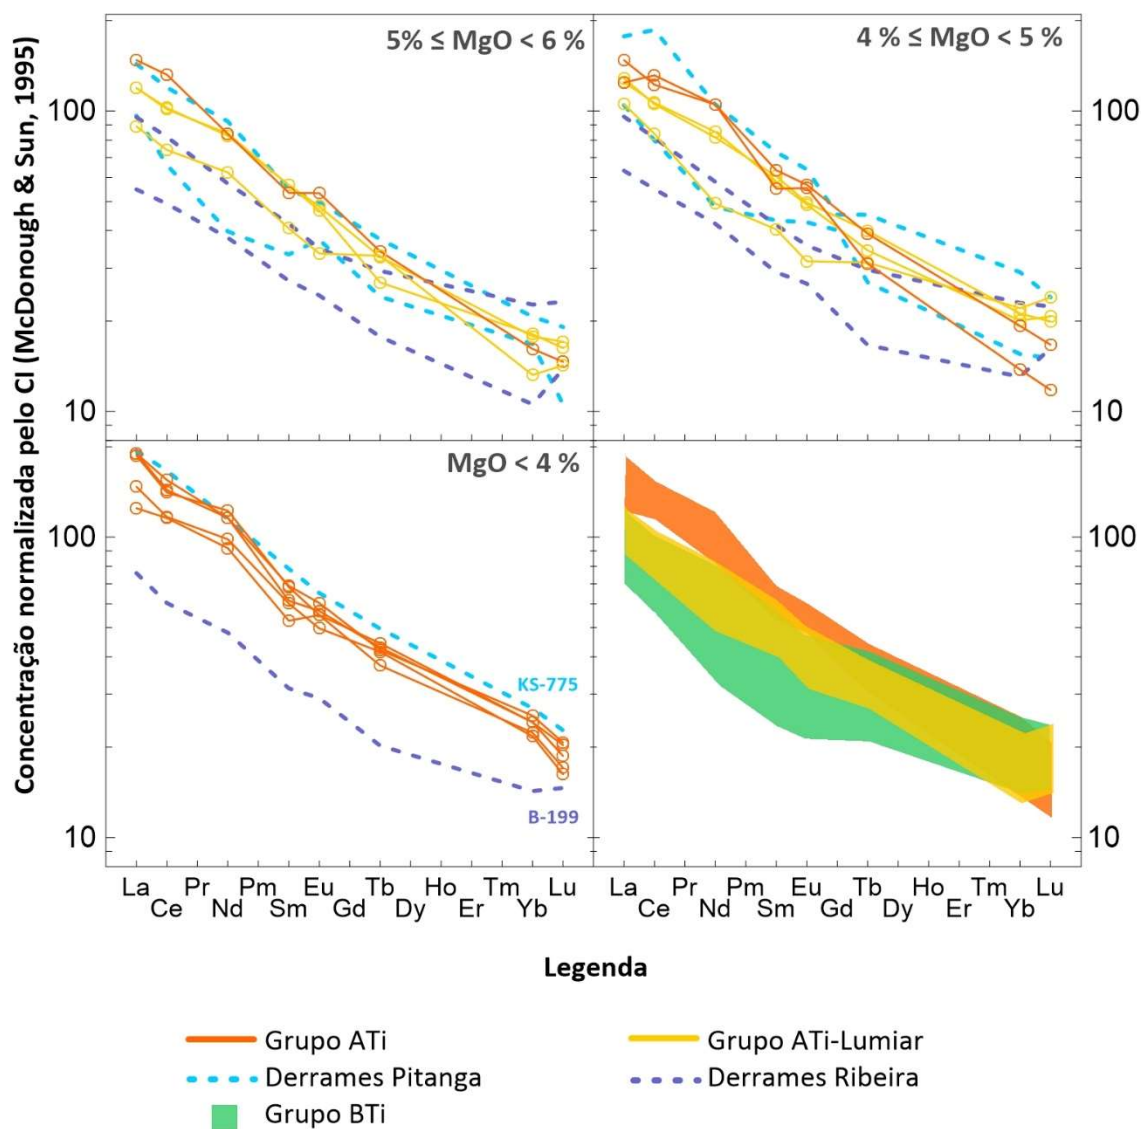 Concentração normalizada pelo CI (McDonough & Sun, 1995)
5% ≤ MgO < 6 %
4 % ≤ MgO < 5 %
100
100
10
10
MgO < 4 %
100
100
KS-775
B-199
10
10
La Pr Pm Eu Tb Ho Tm Lu
Ce Nd Sm Gd Dy Er Yb
La Pr Pm Eu Tb Ho Tm Lu
Ce Nd Sm Gd Dy Er Yb
Legenda
Grupo ATi
Grupo ATi-Lumiar
Derrames Pitanga
Derrames Ribeira
Grupo BTi